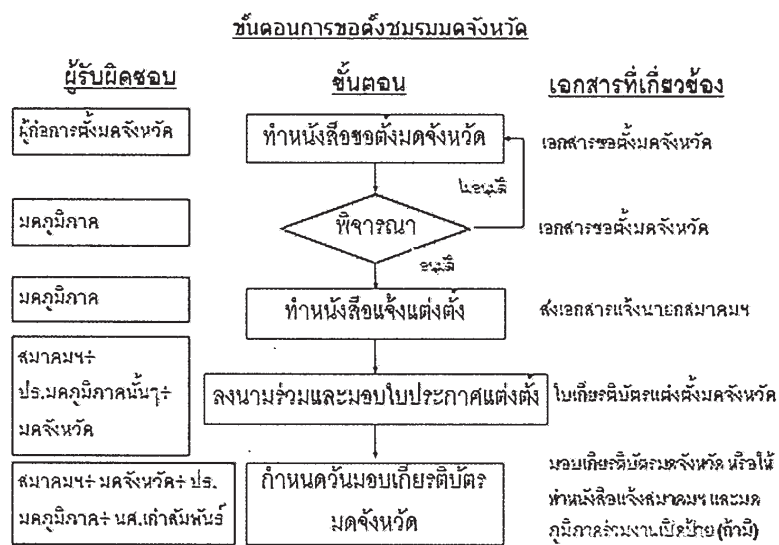 ขั้นตอนการขอตั้งชมรมมดจังหวัด
ผู้รับผิดชอบ
ขั้นตอน
เอกสารที่เกี่ยวข้อง
ผู้ก่อการตั้งมดจังหวัด
ทำหนังสือขอตั้งมดจังหวัด
เอกสารขอตั้งมดจังหวัด
ไม่อนุมัติ
มดภูมิภาค
พิจารณา
เอกสารขอตั้งมดจังหวัด
อนุมัติ
มดภูมิภาค
ทำหนังสือแจ้งแต่งตั้ง
ส่งเอกสารแจ้งนายกสมาคมฯ
สมาคมฯ+
ปธ.มดภูมิภาคนั้นๆ+
มดจังหวัด
ลงนามร่วมและมอบใบประกาศแต่งตั้ง
ใบเกียรติบัตรแต่งตั้งมดจังหวัด
สมาคมฯ+ มดจังหวัด+ ปธ.
มดภูมิภาค+ นศ.เก่าสัมพันธ์
กำหนดวันมอบเกียรติบัตร
มดจังหวัด
มอบเกียรติบัตรมดจังหวัด หรือให้
ทำหนังสือแจ้งสมาคมฯ และมด
ภูมิภาคร่วมงานเปิดป้าย (ถ้ามี)